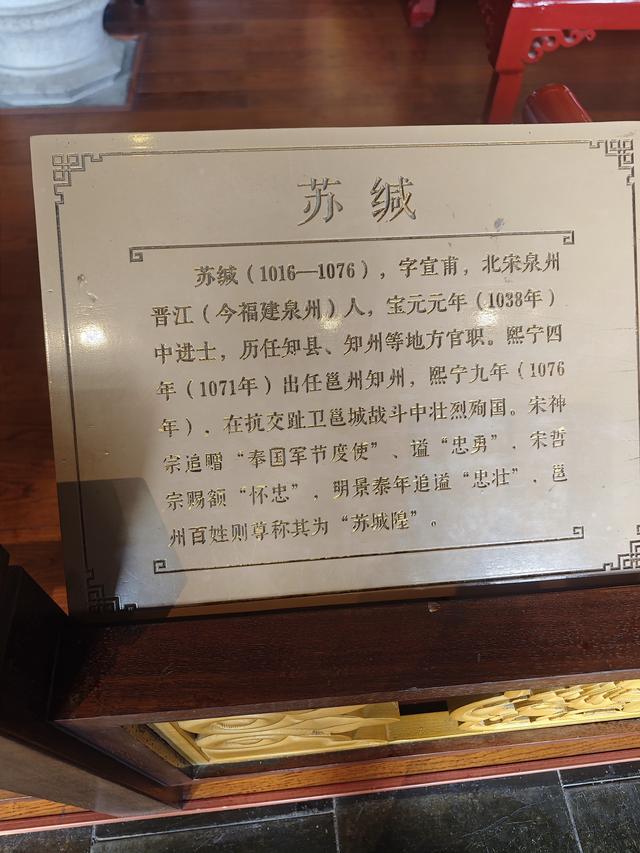 苏缄
苏缄（1016—1076），字宣甫，北宋泉州
晋江（今福建泉州）人，宝元元年（1038年）
中进士，历任知县、知州等地方官职。熙宁四
年（1071年）出任邕州知州，熙宁九年（1076
年），在抗交趾卫邕城战斗中壮烈殉国。宋神
宗追赠“奉国军节度使”、谥“忠勇”，宋哲
宗赐额“怀忠”，明景泰年追谥“忠壮”，邕
州百姓则尊称其为“苏城隍”。